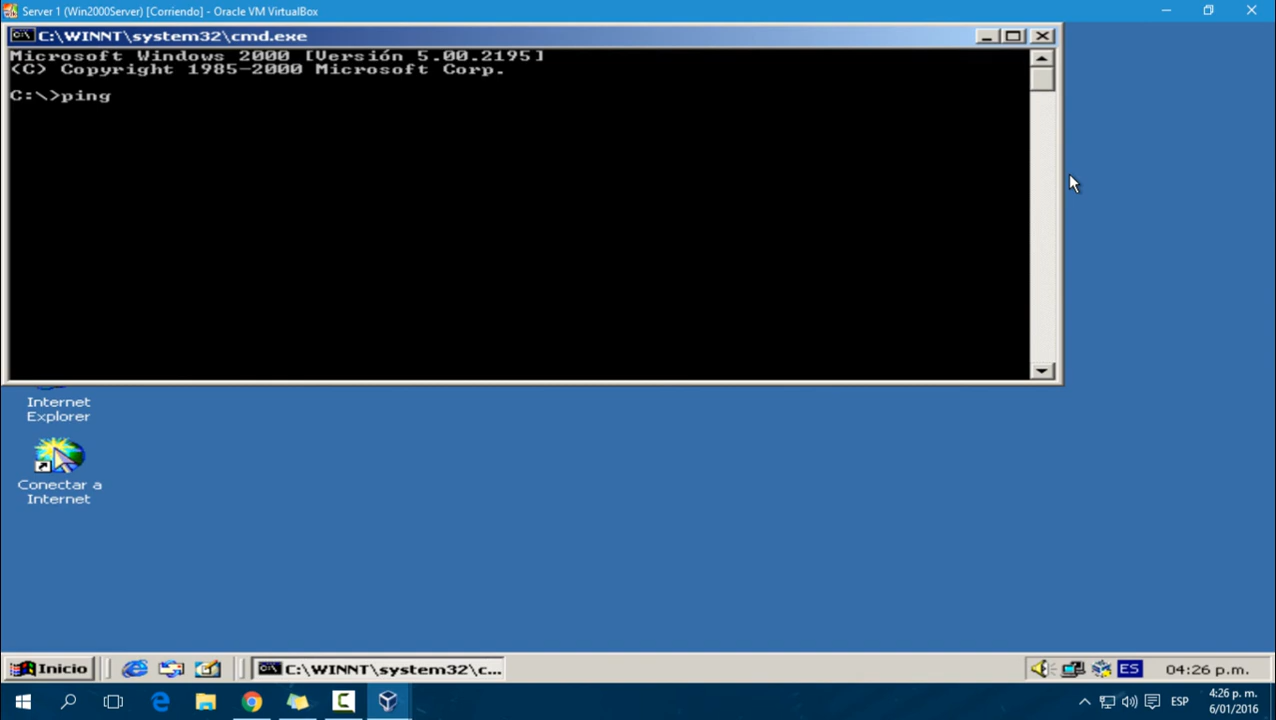 Server 1 (Win2000Server) [Corriendo] - Oracle VM VirtualBox
C:\WINNT\system32\cmd.exe
Microsoft Windows 2000 [Versión 5.00.2195]
(C) Copyright 1985-2000 Microsoft Corp.
C:\>ping
Internet
Explorer
Conectar a
Internet
Inicio
C:\WINNT\system32\c...
ES
04:26 p.m.
ESP
4:26 p. m.
6/01/2016